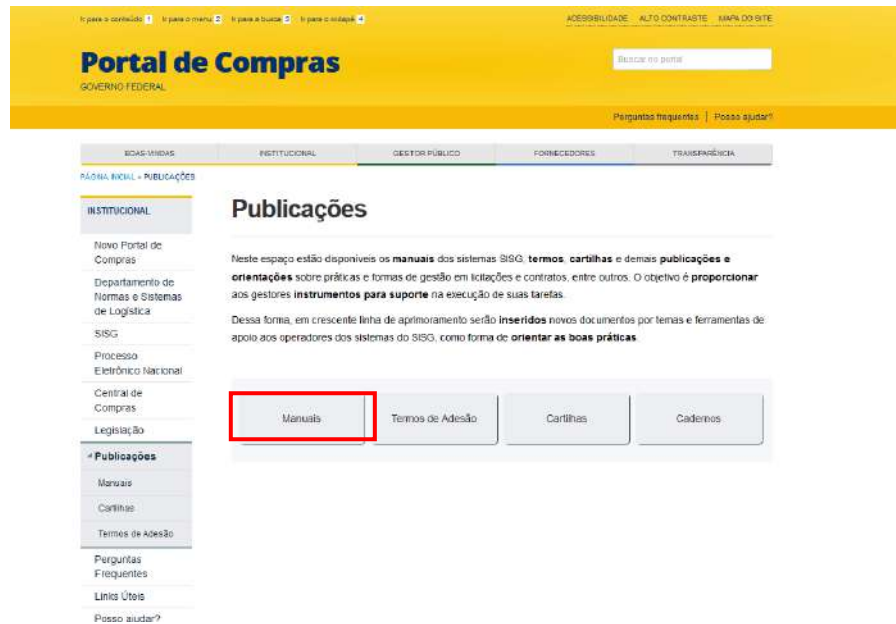 Ir para o conteúdo 1 Ir para o menu 2 Ir para a busca 3 Ir para o rodapé 4
ACESSIBILIDADE ALTO CONTRASTE MAPA DO SITE
Portal de Compras
GOVERNO FEDERAL
Buscar no portal
Perguntas frequentes | Posso ajudar?
BOAS-VINDAS INSTITUCIONAL GESTOR PÚBLICO FORNECEDORES TRANSPARÊNCIA
PÁGINA INICIAL » PUBLICAÇÕES
INSTITUCIONAL
Novo Portal de
Compras
Departamento de
Normas e Sistemas
de Logística
SISG
Processo
Eletrônico Nacional
Central de
Compras
Legislação
Publicações
Manuais
Cartilhas
Termos de Adesão
Perguntas
Frequentes
Links Úteis
Posso ajudar?
Publicações
Neste espaço estão disponíveis os manuais dos sistemas SISG, termos, cartilhas e demais publicações e
orientações sobre práticas e formas de gestão em licitações e contratos, entre outros. O objetivo é proporcionar
aos gestores instrumentos para suporte na execução de suas tarefas.
Dessa forma, em crescente linha de aprimoramento serão inseridos novos documentos por temas e ferramentas de
apoio aos operadores dos sistemas do SISG, como forma de orientar as boas práticas.
Manuais Termos de Adesão Cartilhas Cadernos